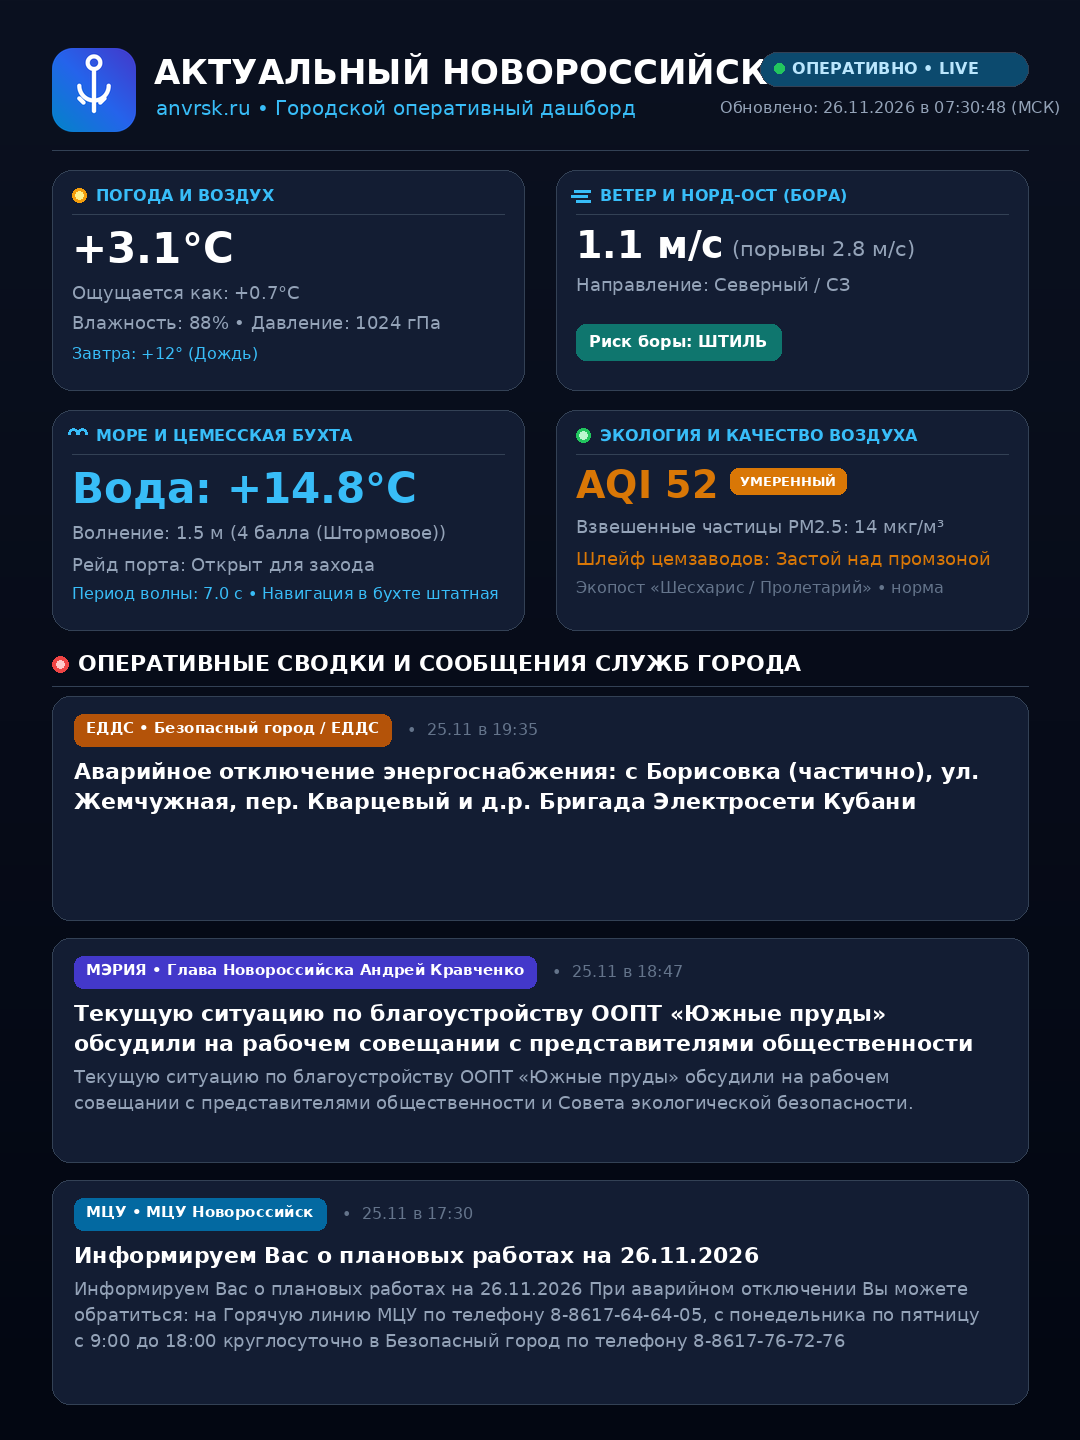 АКТУАЛЬНЫЙ НОВОРОССИЙСК
ОПЕРАТИВНО • LIVE
anvrsk.ru • Городской оперативный дашборд
Обновлено: 26.11.2026 в 07:30:48 (МСК)
ПОГОДА И ВОЗДУХ
+3.1°C
Ощущается как: +0.7°C
Влажность: 88% • Давление: 1024 гПа
Завтра: +12° (Дождь)
ВЕТЕР И НОРД-ОСТ (БОРА)
1.1 м/с (порывы 2.8 м/с)
Направление: Северный / СЗ
Риск боры: ШТИЛЬ
МОРЕ И ЦЕМЕССКАЯ БУХТА
Вода: +14.8°C
Волнение: 1.5 м (4 балла (Штормовое))
Рейд порта: Открыт для захода
Период волны: 7.0 с • Навигация в бухте штатная
ЭКОЛОГИЯ И КАЧЕСТВО ВОЗДУХА
AQI 52 УМЕРЕННЫЙ
Взвешенные частицы PM2.5: 14 мкг/м³
Шлейф цемзаводов: Застой над промзоной
Экопост «Шесхарис / Пролетарий» • норма
ОПЕРАТИВНЫЕ СВОДКИ И СООБЩЕНИЯ СЛУЖБ ГОРОДА
ЕДДС • Безопасный город / ЕДДС • 25.11 в 19:35
Аварийное отключение энергоснабжения: с Борисовка (частично), ул.
Жемчужная, пер. Кварцевый и д.р. Бригада Электросети Кубани
МЭРИЯ • Глава Новороссийска Андрей Кравченко • 25.11 в 18:47
Текущую ситуацию по благоустройству ООПТ «Южные пруды»
обсудили на рабочем совещании с представителями общественности
Текущую ситуацию по благоустройству ООПТ «Южные пруды» обсудили на рабочем
совещании с представителями общественности и Совета экологической безопасности.
МЦУ • МЦУ Новороссийск • 25.11 в 17:30
Информируем Вас о плановых работах на 26.11.2026
Информируем Вас о плановых работах на 26.11.2026 При аварийном отключении Вы можете
обратиться: на Горячую линию МЦУ по телефону 8-8617-64-64-05, с понедельника по пятницу
с 9:00 до 18:00 круглосуточно в Безопасный город по телефону 8-8617-76-72-76